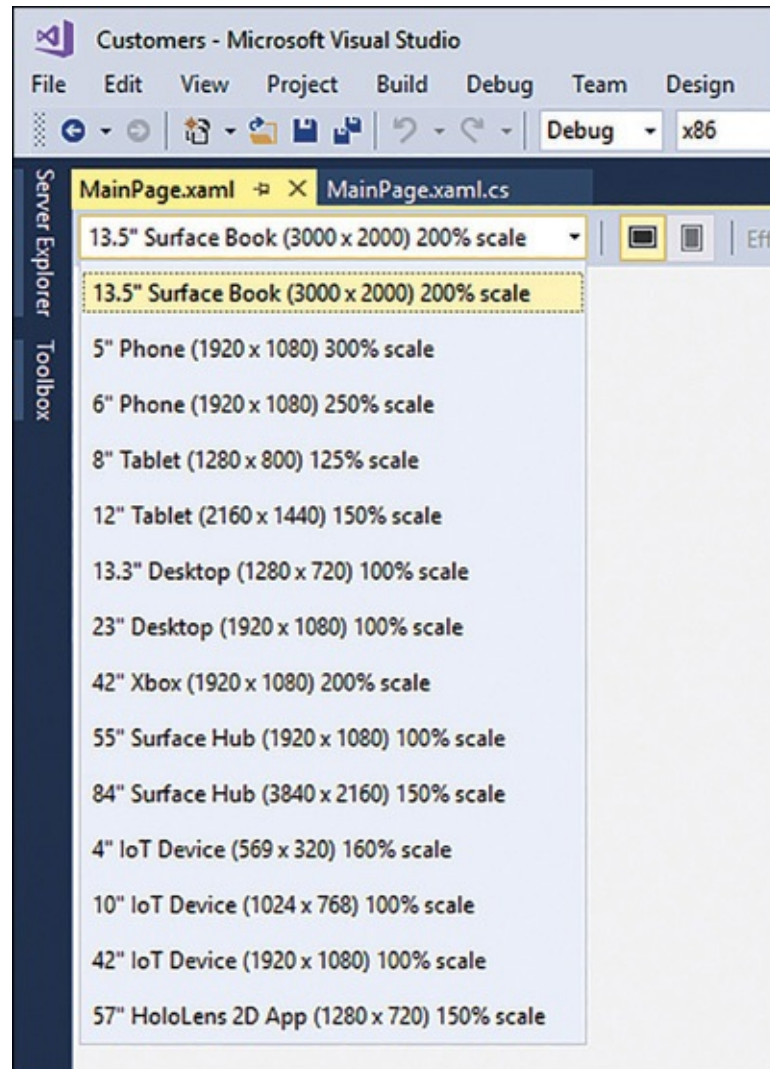 Customers - Microsoft Visual Studio
File Edit View Project Build Debug Team Design
Debug x86
Server Explorer
Toolbox
MainPage.xaml MainPage.xaml.cs
13.5" Surface Book (3000 x 2000) 200% scale Eff
13.5" Surface Book (3000 x 2000) 200% scale
5" Phone (1920 x 1080) 300% scale
6" Phone (1920 x 1080) 250% scale
8" Tablet (1280 x 800) 125% scale
12" Tablet (2160 x 1440) 150% scale
13.3" Desktop (1280 x 720) 100% scale
23" Desktop (1920 x 1080) 100% scale
42" Xbox (1920 x 1080) 200% scale
55" Surface Hub (1920 x 1080) 100% scale
84" Surface Hub (3840 x 2160) 150% scale
4" IoT Device (569 x 320) 160% scale
10" IoT Device (1024 x 768) 100% scale
42" IoT Device (1920 x 1080) 100% scale
57" HoloLens 2D App (1280 x 720) 150% scale